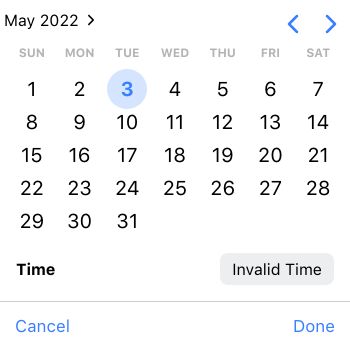 May 2022
SUN MON TUE WED THU FRI SAT
1 2 3 4 5 6 7
8 9 10 11 12 13 14
15 16 17 18 19 20 21
22 23 24 25 26 27 28
29 30 31
Time Invalid Time
Cancel Done